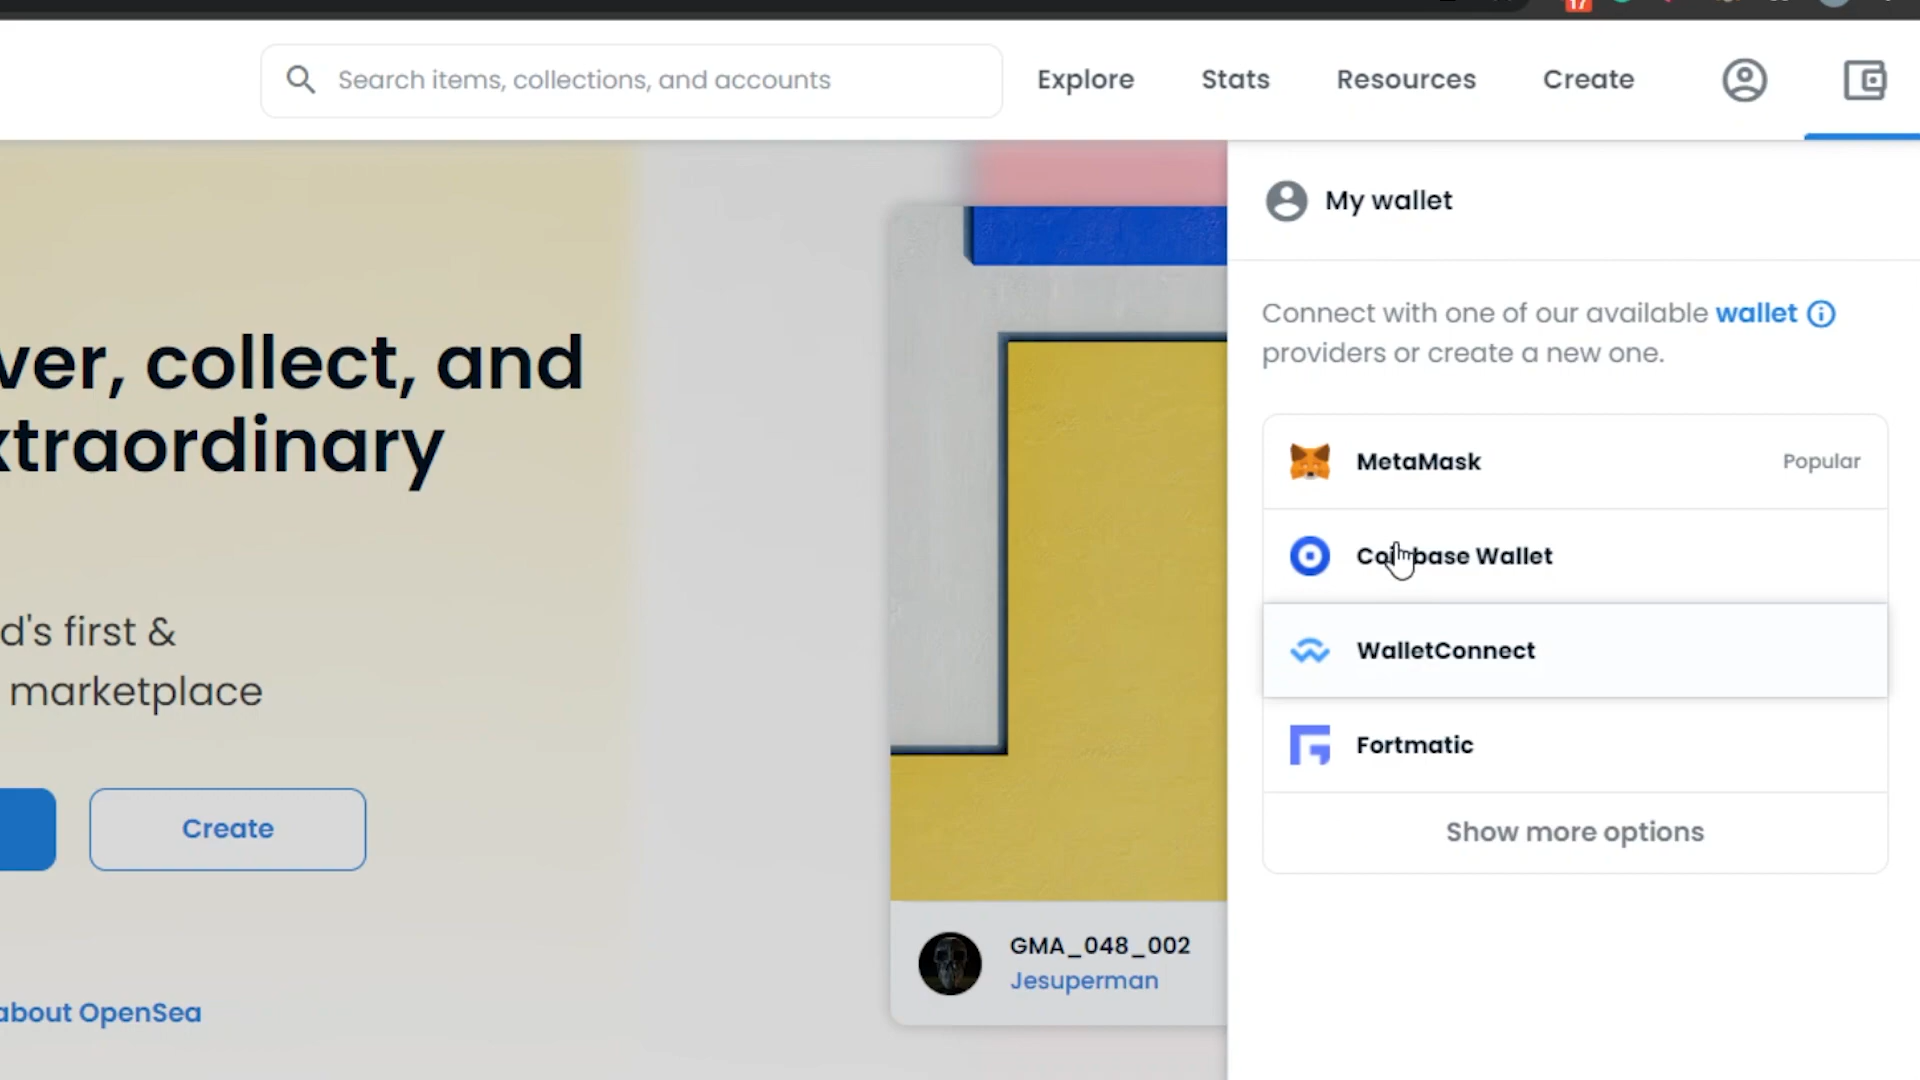 17
Search items, collections, and accounts
Explore
Stats
Resources
Create
My wallet
Connect with one of our available wallet
providers or create a new one.
MetaMask
Popular
Coinbase Wallet
WalletConnect
Fortmatic
Show more options
ver, collect, and
xtraordinary
d's first &
marketplace
Create
about OpenSea
GMA_048_002
Jesuperman